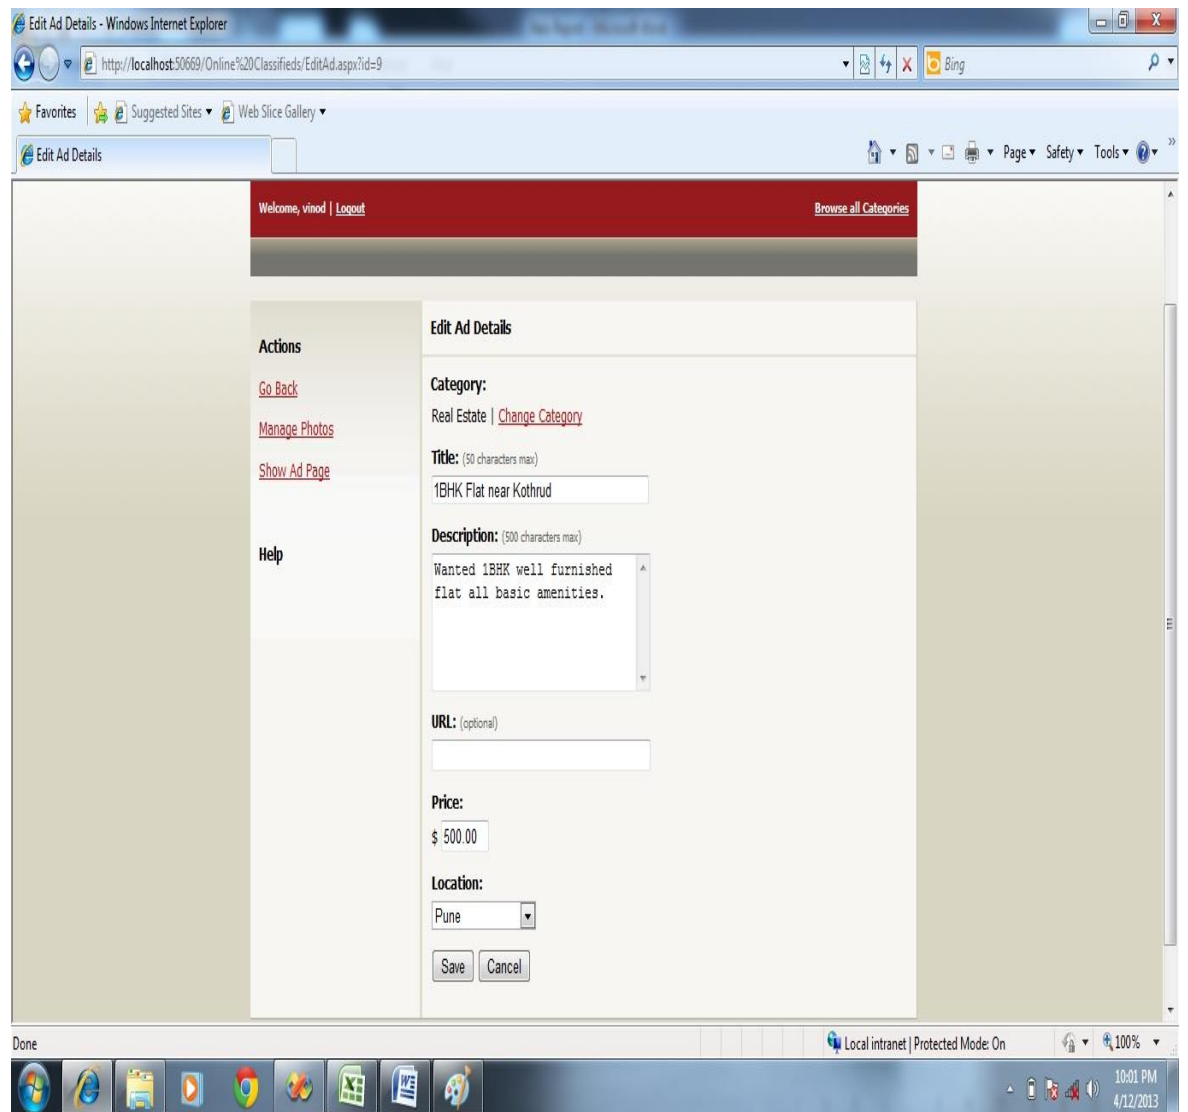 Edit Ad Details - Windows Internet Explorer
http://localhost:50669/Online%20Classifieds/EditAd.aspx?id=9
Bing
Favorites Suggested Sites Web Slice Gallery
Edit Ad Details
Page Safety Tools
Welcome, vinod | Logout
Browse all Categories
Actions
Go Back
Manage Photos
Show Ad Page
Help
Edit Ad Details
Category:
Real Estate | Change Category
Title: (50 characters max)
1BHK Flat near Kothrud
Description: (500 characters max)
Wanted 1BHK well furnished
flat all basic amenities.
URL: (optional)
Price:
$ 500.00
Location:
Pune
Save Cancel
Done
Local intranet | Protected Mode: On
100%
10:01 PM
4/12/2013